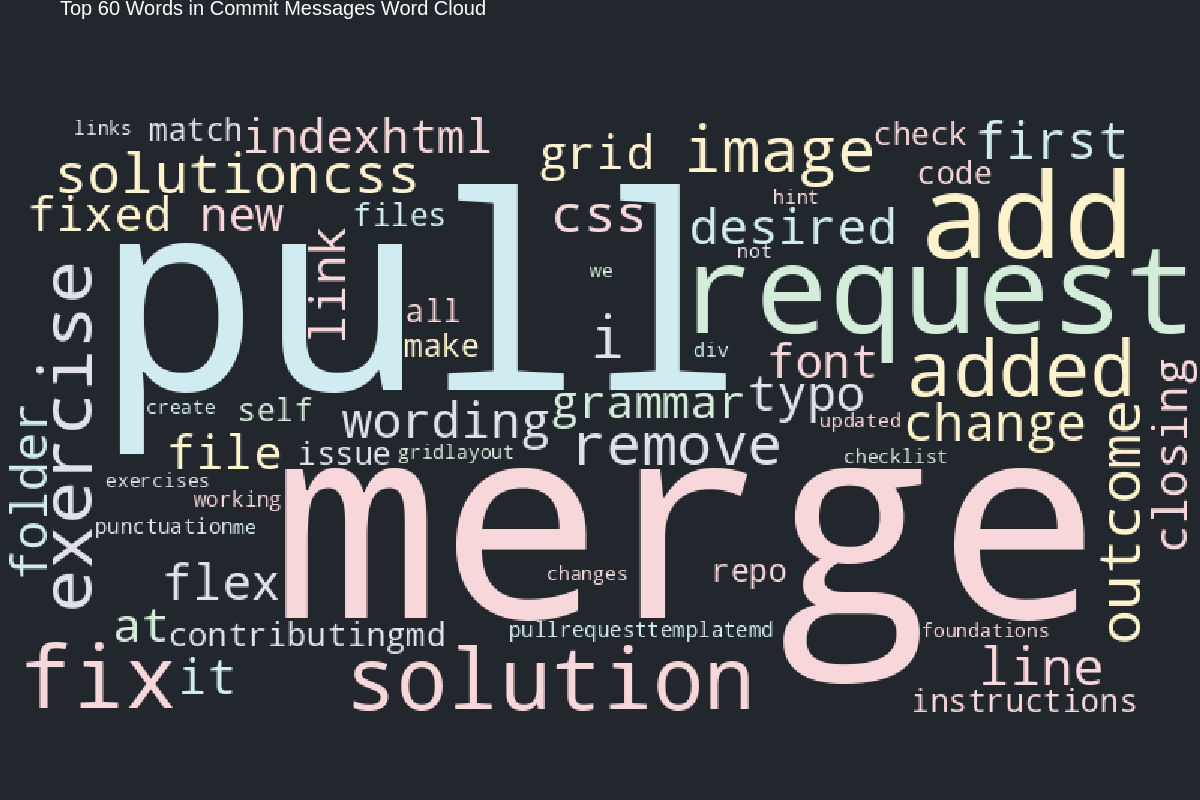 Top 60 Words in Commit Messages Word Cloud
links match indexhtml grid image check first
solutioncss code
fixed new files link css hint desired add
not
pull request
we
exercise all i
make div font added
create self wording grammar typo change
updated
folder file issue gridlayout remove checklist outcome closing
exercises
working merge
punctuation me
flex changes repo
at contributingmd pullrequesttemplatemd foundations
fix it solution line
instructions